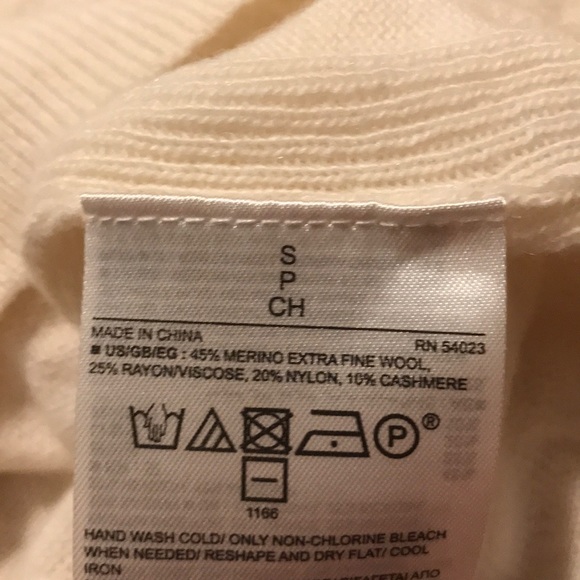 S
P
CH
MADE IN CHINA RN 54023
■ US/GB/EG : 45% MERINO EXTRA FINE WOOL,
25% RAYON/VISCOSE, 20% NYLON, 10% CASHMERE
P ®
1166
HAND WASH COLD/ ONLY NON-CHLORINE BLEACH
WHEN NEEDED/ RESHAPE AND DRY FLAT/ COOL
IRON